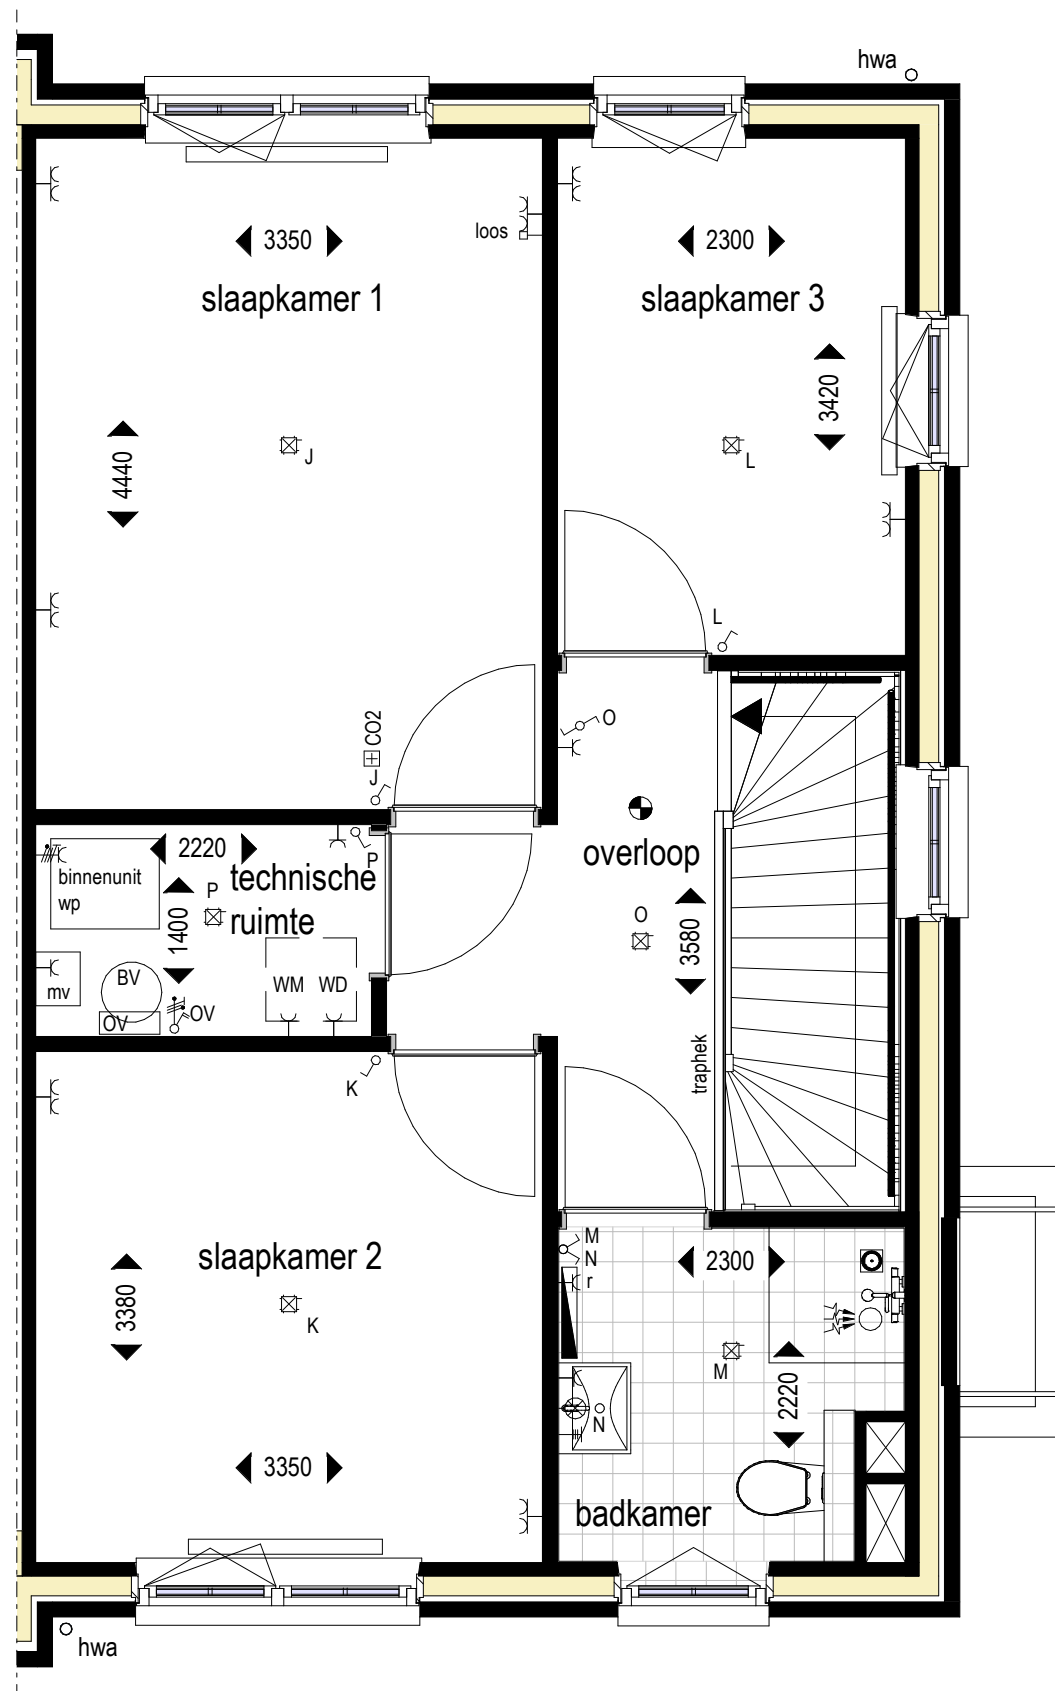 hwa
3350
2300
loos
slaapkamer 1
slaapkamer 3
3420
J
L
4440
L
CO2
J
O
2220
P
overloop
binnenunit
wp
P
technische
ruimte
1400
O
3580
BV
mv
WM
WD
OV
OV
traphek
K
M
N
r
2300
slaapkamer 2
3380
K
M
2220
N
3350
badkamer
hwa